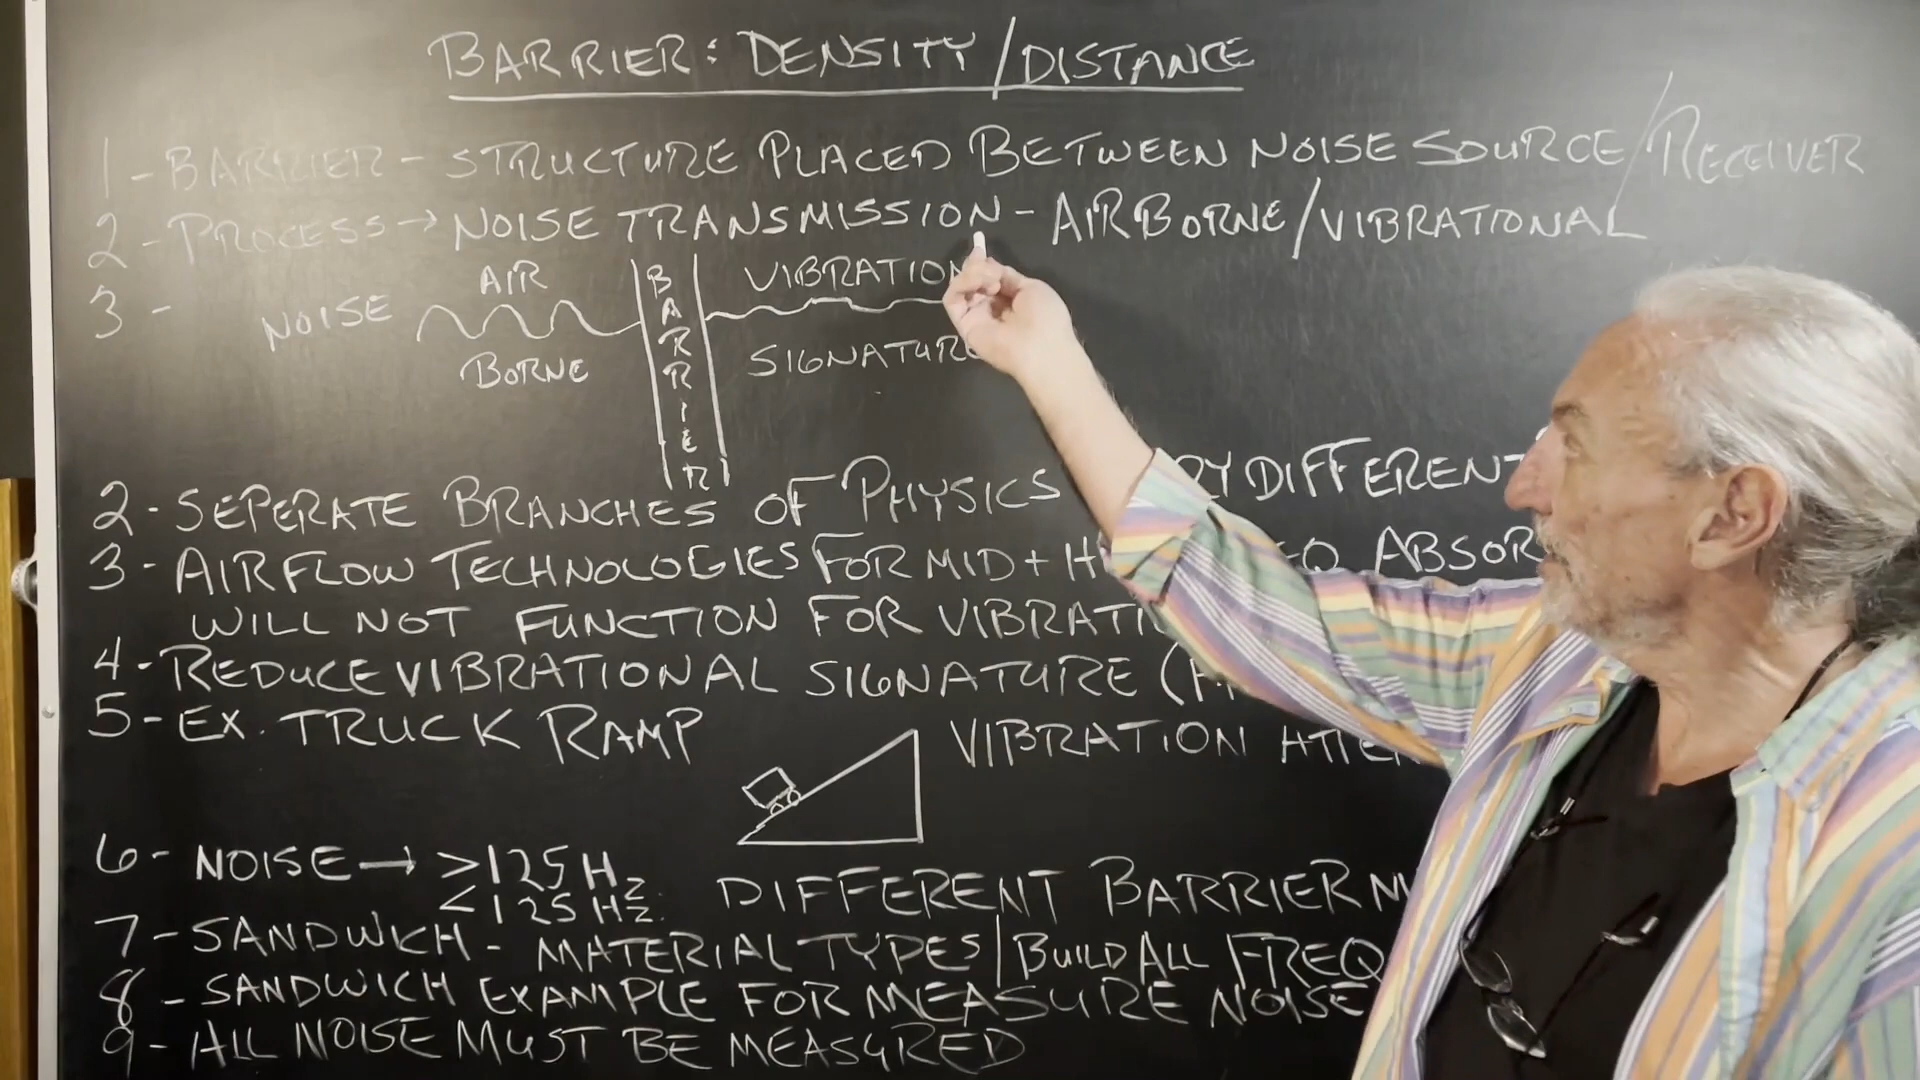 BARRIER: DENSITY/DISTANCE
1- BARRIER - STRUCTURE PLACED BETWEEN NOISE SOURCE/RECEIVER
2- PROCESS → NOISE TRANSMISSION - AIRBORNE/VIBRATIONAL
3- NOISE AIR BORNE
BARRIER
VIBRATION
SIGNATURE
2- SEPERATE BRANCHES OF PHYSICS DIFFERENT
3- AIRFLOW TECHNOLOGIES FOR MID +
WILL NOT FUNCTION FOR
4- REDUCE VIBRATIONAL SIGNATURE
5- EX. TRUCK RAMP
VIBRATION
6- NOISE → >125 Hz
<125 Hz.
DIFFERENT BARRIER
7- SANDWICH - MATERIAL TYPES | BUILD ALL FREQ
8- SANDWICH EXAMPLE FOR MEASURE NOISE
9- ALL NOISE MUST BE MEASURED